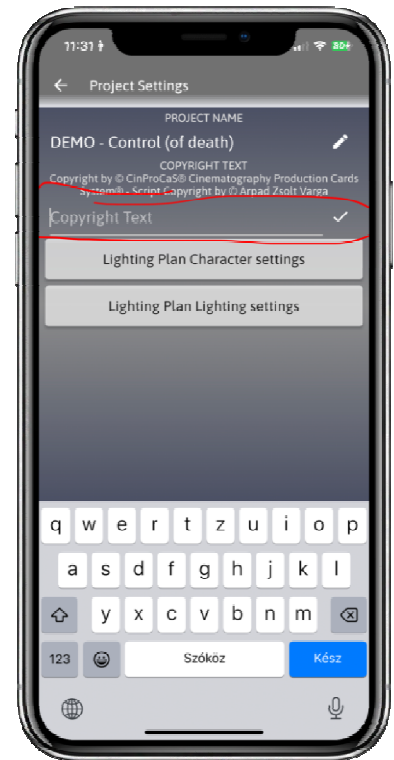 11:31
80+
Project Settings
PROJECT NAME
DEMO - Control (of death)
COPYRIGHT TEXT
Copyright by © CinProCaS® Cinematography Production Cards
System® - Script Copyright by © Arpad Zsolt Varga
Copyright Text
Lighting Plan Character settings
Lighting Plan Lighting settings
q w e r t z u i o p
a s d f g h j k l
y x c v b n m
123 Szóköz Kész